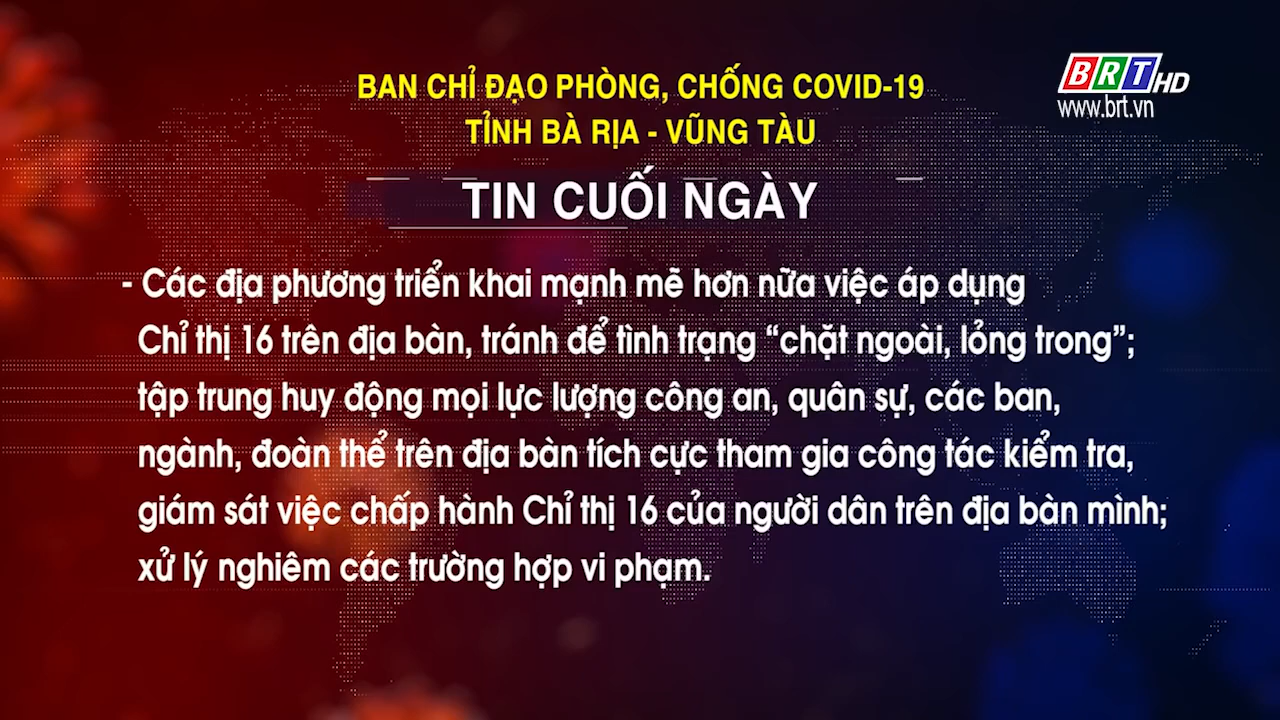 BAN CHỈ ĐẠO PHÒNG, CHỐNG COVID-19
TỈNH BÀ RỊA - VŨNG TÀU
BRT HD
www.brt.vn
TIN CUỐI NGÀY
- Các địa phương triển khai mạnh mẽ hơn nữa việc áp dụng
Chỉ thị 16 trên địa bàn, tránh để tình trạng “chặt ngoài, lỏng trong”;
tập trung huy động mọi lực lượng công an, quân sự, các ban,
ngành, đoàn thể trên địa bàn tích cực tham gia công tác kiểm tra,
giám sát việc chấp hành Chỉ thị 16 của người dân trên địa bàn mình;
xử lý nghiêm các trường hợp vi phạm.